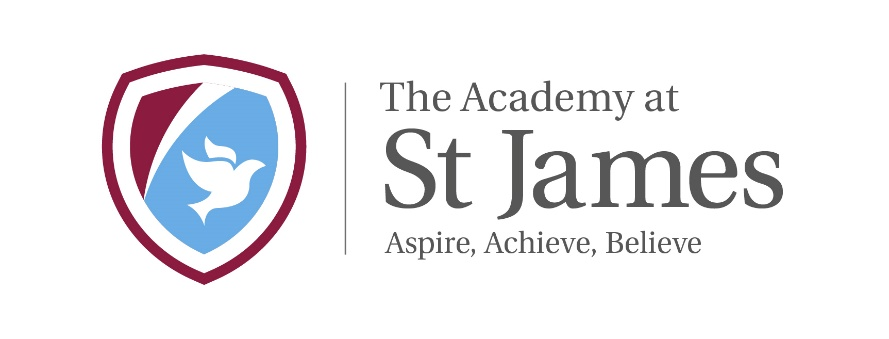 The Academy at
St James
Aspire, Achieve, Believe